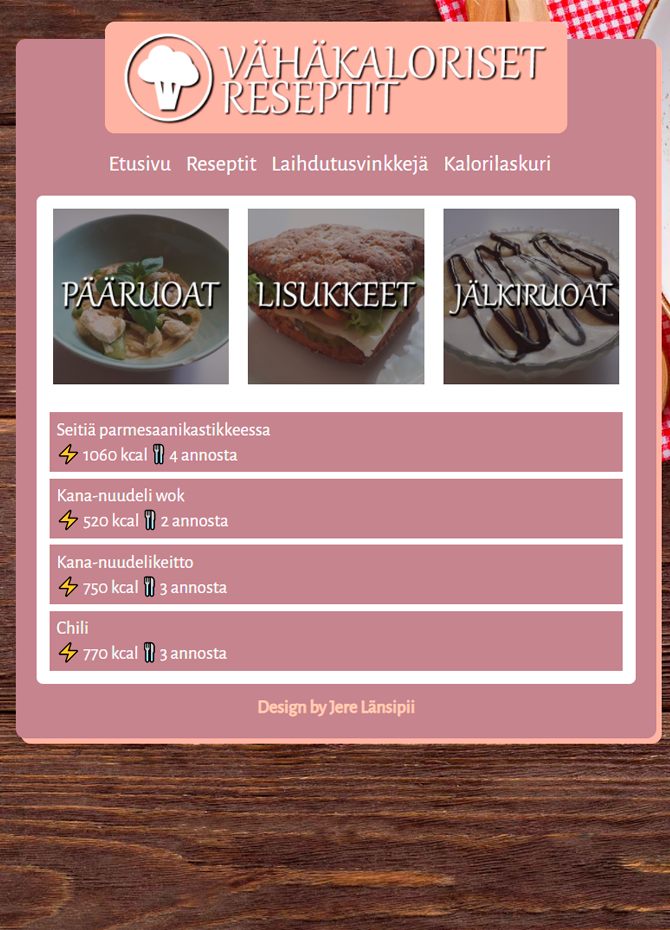 VÄHÄKALORISET
RESEPTIT
Etusivu Reseptit Laihdutusvinkkejä Kalorilaskuri
PÄÄRUOAT LISUKKEET JÄLKIRUOAT
Seitiä parmesaanikastikkeessa
1060 kcal 4 annosta
Kana-nuudeli wok
520 kcal 2 annosta
Kana-nuudelikeitto
750 kcal 3 annosta
Chili
770 kcal 3 annosta
Design by Jere Länsipii